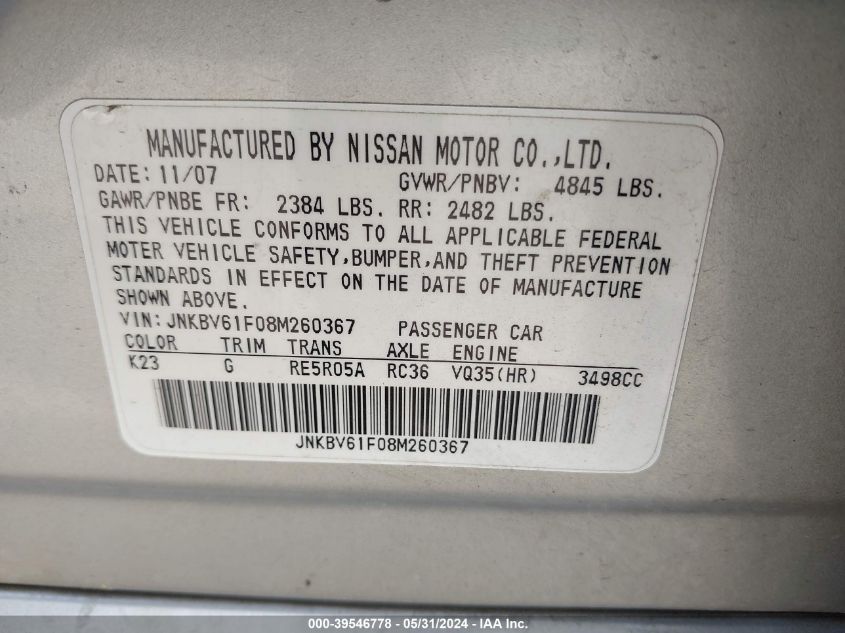 MANUFACTURED BY NISSAN MOTOR CO.,LTD.
DATE: 11/07 GVWR/PNBV: 4845 LBS.
GAWR/PNBE FR: 2384 LBS. RR: 2482 LBS.
THIS VEHICLE CONFORMS TO ALL APPLICABLE FEDERAL
MOTER VEHICLE SAFETY,BUMPER,AND THEFT PREVENTION
STANDARDS IN EFFECT ON THE DATE OF MANUFACTURE
SHOWN ABOVE.
VIN: JNKBV61F08M260367 PASSENGER CAR
COLOR TRIM TRANS AXLE ENGINE
K23 G RE5R05A RC36 VQ35(HR) 3498CC
JNKBV61F08M260367
000-39546778 - 05/31/2024 - IAA Inc.